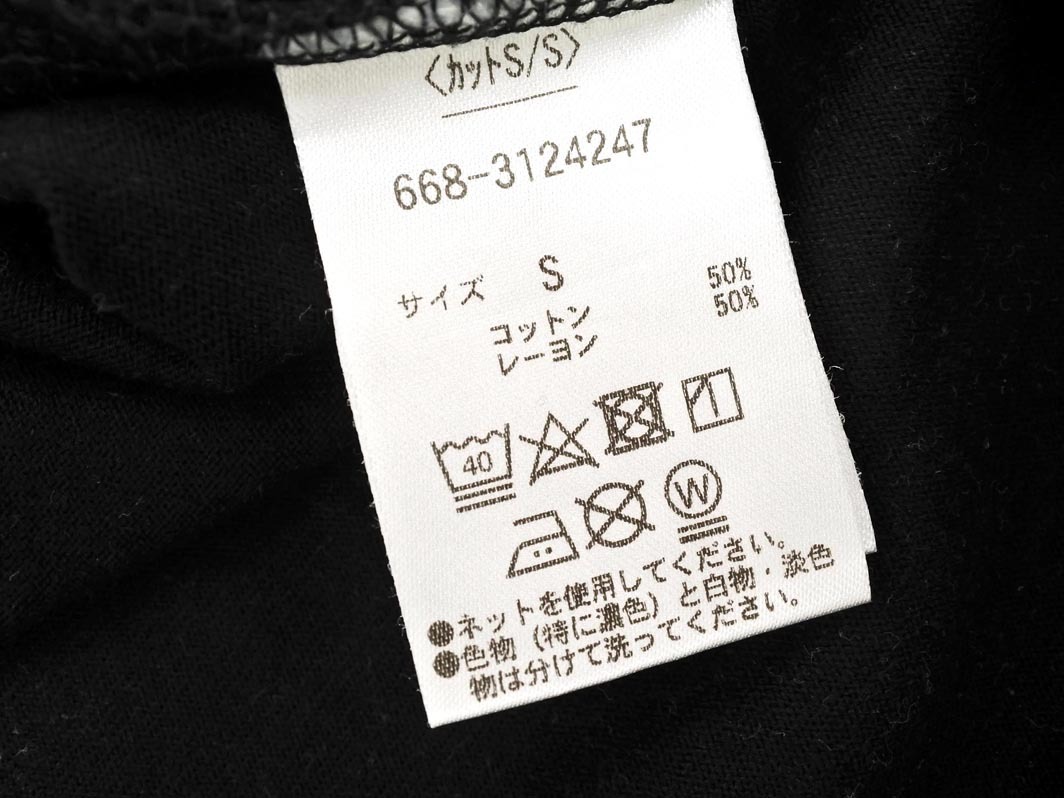 〈カットS/S〉
668-3124247
サイズ S
コットン 50%
レーヨン 50%
40
W
●ネットを使用してください。
●色物（特に濃色）と白物・淡色
物は分けて洗ってください。